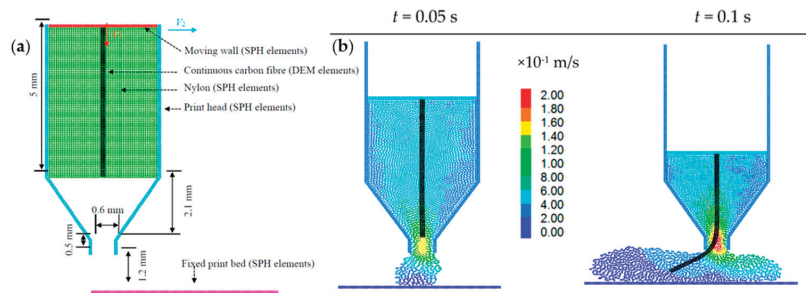 (a)
V₂
Moving wall (SPH elements)
Continuous carbon fibre (DEM elements)
Nylon (SPH elements)
Print head (SPH elements)
5 mm
0.6 mm
2.1 mm
0.5 mm
1.2 mm
Fixed print bed (SPH elements)
(b)
t = 0.05 s
t = 0.1 s
×10⁻¹ m/s
2.00
1.80
1.60
1.40
1.20
1.00
8.00
6.00
4.00
2.00
0.00